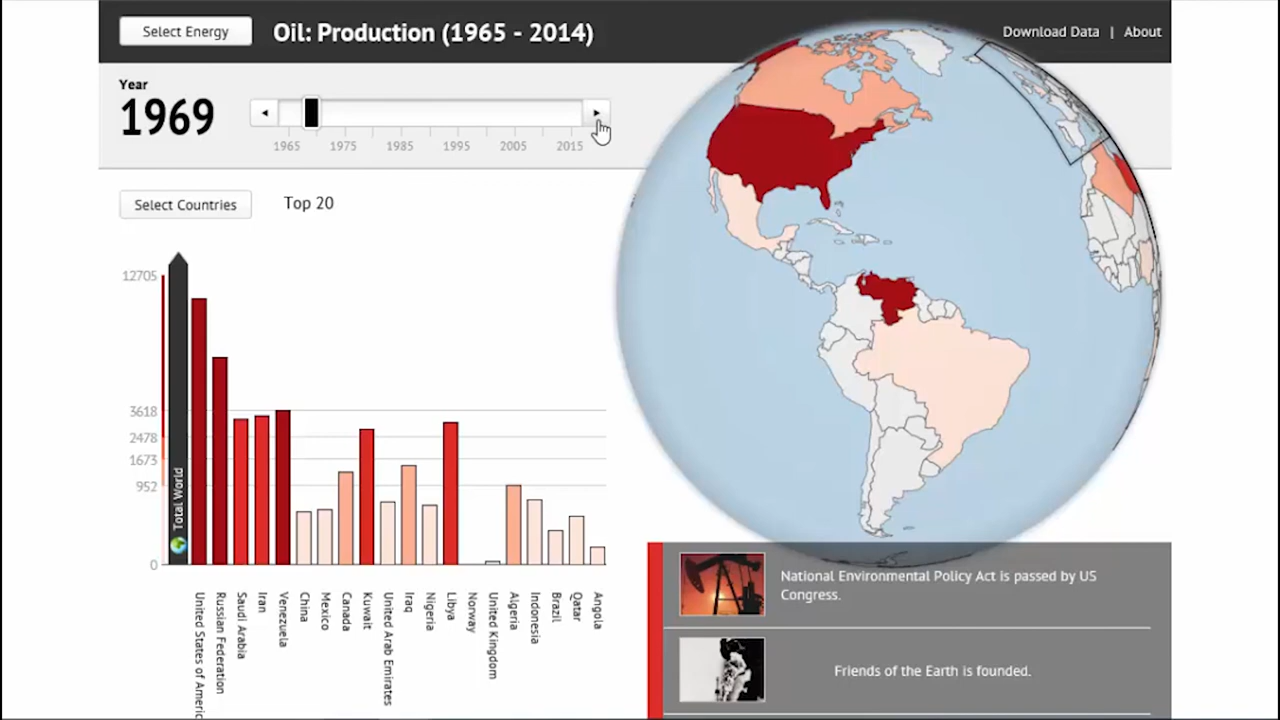 Select Energy
Oil: Production (1965 - 2014)
Download Data | About
Year
1969
1965 1975 1985 1995 2005 2015
Select Countries
Top 20
12705
3618
2478
1673
952
0
Total World
United States of Americ
Russian Federation
Saudi Arabia
Iran
Venezuela
China
Mexico
Canada
Kuwait
United Arab Emirates
Iraq
Nigeria
Libya
Norway
United Kingdom
Algeria
Indonesia
Brazil
Qatar
Angola
National Environmental Policy Act is passed by US
Congress.
Friends of the Earth is founded.